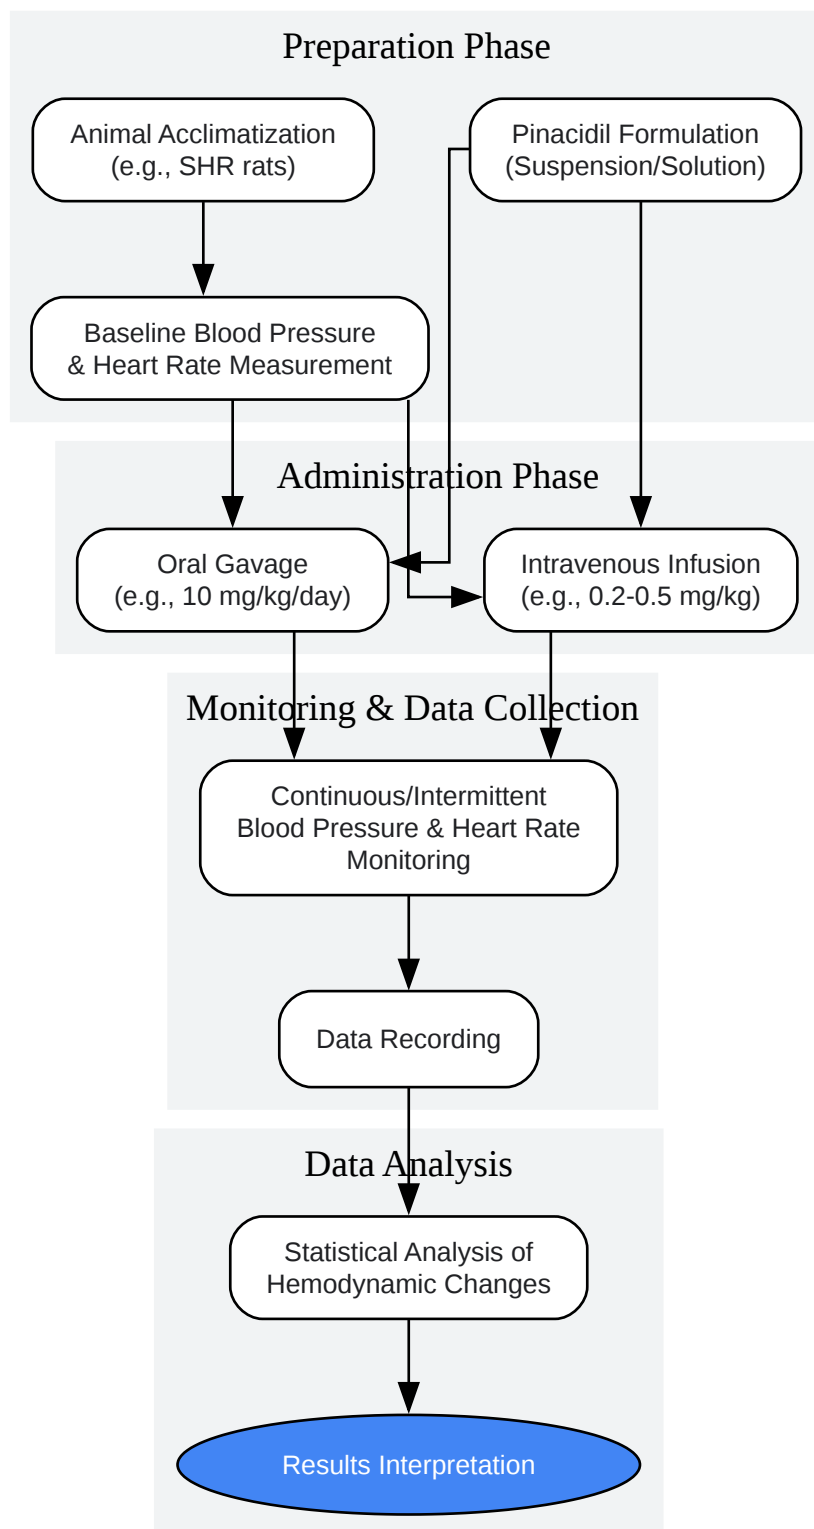 Preparation Phase
Animal Acclimatization
(e.g., SHR rats)
Pinacidil Formulation
(Suspension/Solution)
Baseline Blood Pressure
& Heart Rate Measurement
Administration Phase
Oral Gavage
(e.g., 10 mg/kg/day)
Intravenous Infusion
(e.g., 0.2-0.5 mg/kg)
Monitoring & Data Collection
Continuous/Intermittent
Blood Pressure & Heart Rate
Monitoring
Data Recording
Data Analysis
Statistical Analysis of
Hemodynamic Changes
Results Interpretation